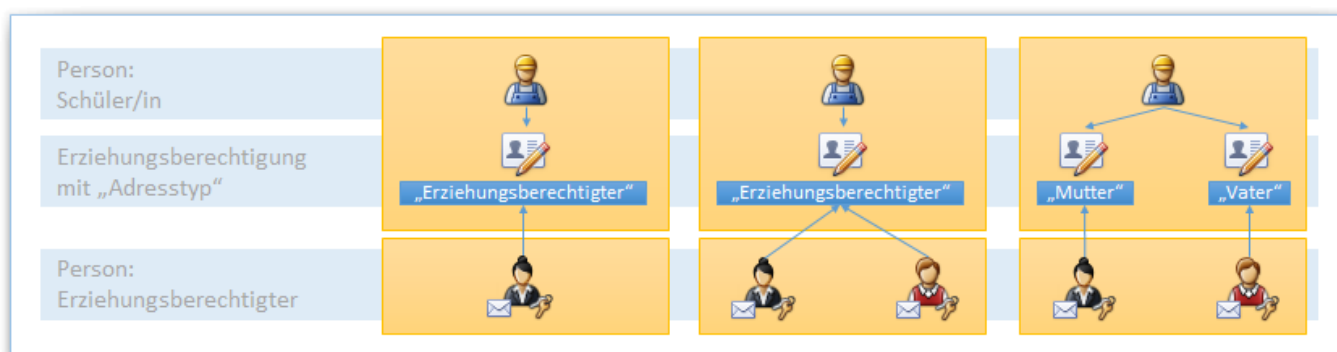 Person:
Schüler/in
Erziehungsberechtigung
mit „Adresstyp“
„Erziehungsberechtigter“
„Erziehungsberechtigter“
„Mutter“
„Vater“
Person:
Erziehungsberechtigter